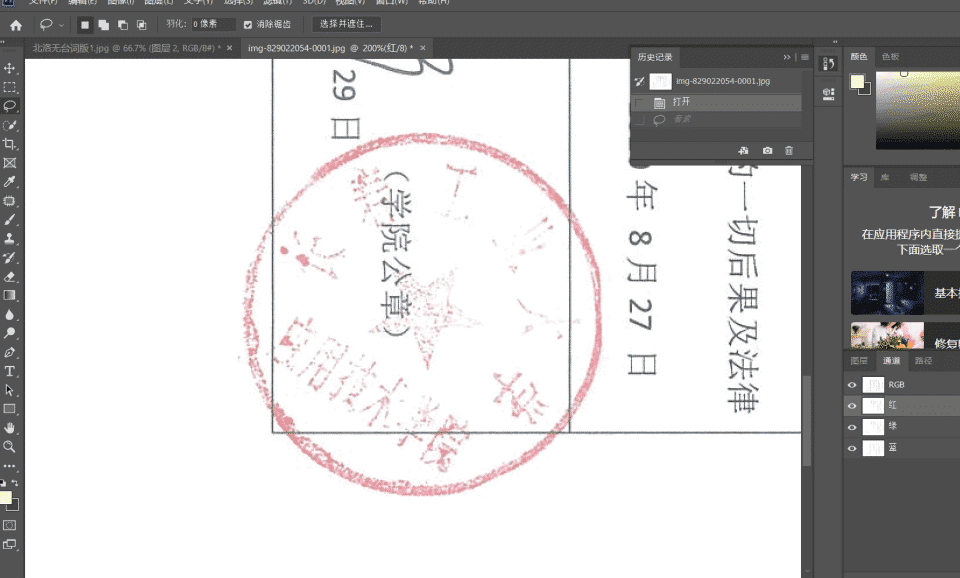 文件(F) 编辑(E) 图像(I) 图层(L) 文字(Y) 选择(S) 滤镜(T) 3D(D) 视图(V) 窗口(W) 帮助(H)
羽化: 0 像素 消除锯齿 选择并遮住...
北洛无台词版1.jpg @ 66.7% (图层 2, RGB/8#) * × img-829022054-0001.jpg @ 200%(红/8) * ×
历史记录
img-829022054-0001.jpg
打开
套索
颜色 色板
学习 库 调整
了解
在应用程序内直接
下面选取一个
基本
修复
图层 通道 路径
RGB
红
绿
蓝
29 日
(学院公章)
年 8 月 27 日
一切后果及法律